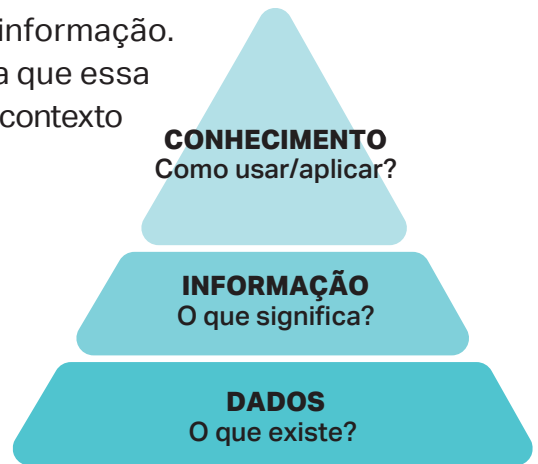 informação.
a que essa
contexto
CONHECIMENTO
Como usar/aplicar?
INFORMAÇÃO
O que significa?
DADOS
O que existe?